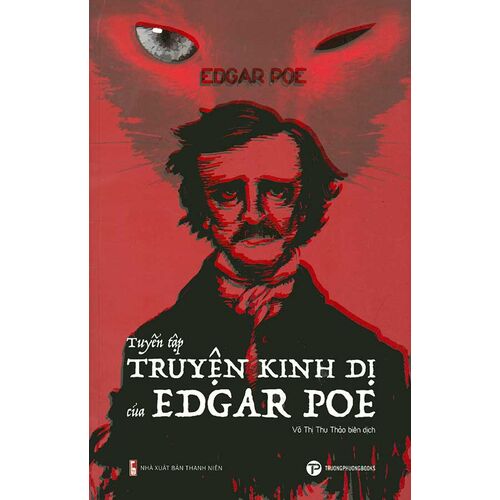 EDGAR POE
Tuyển tập
TRUYỆN KINH DỊ
của EDGAR POE
Võ Thị Thu Thảo biên dịch
NHÀ XUẤT BẢN THANH NIÊN
TP TRUONGPHUONGBOOKS